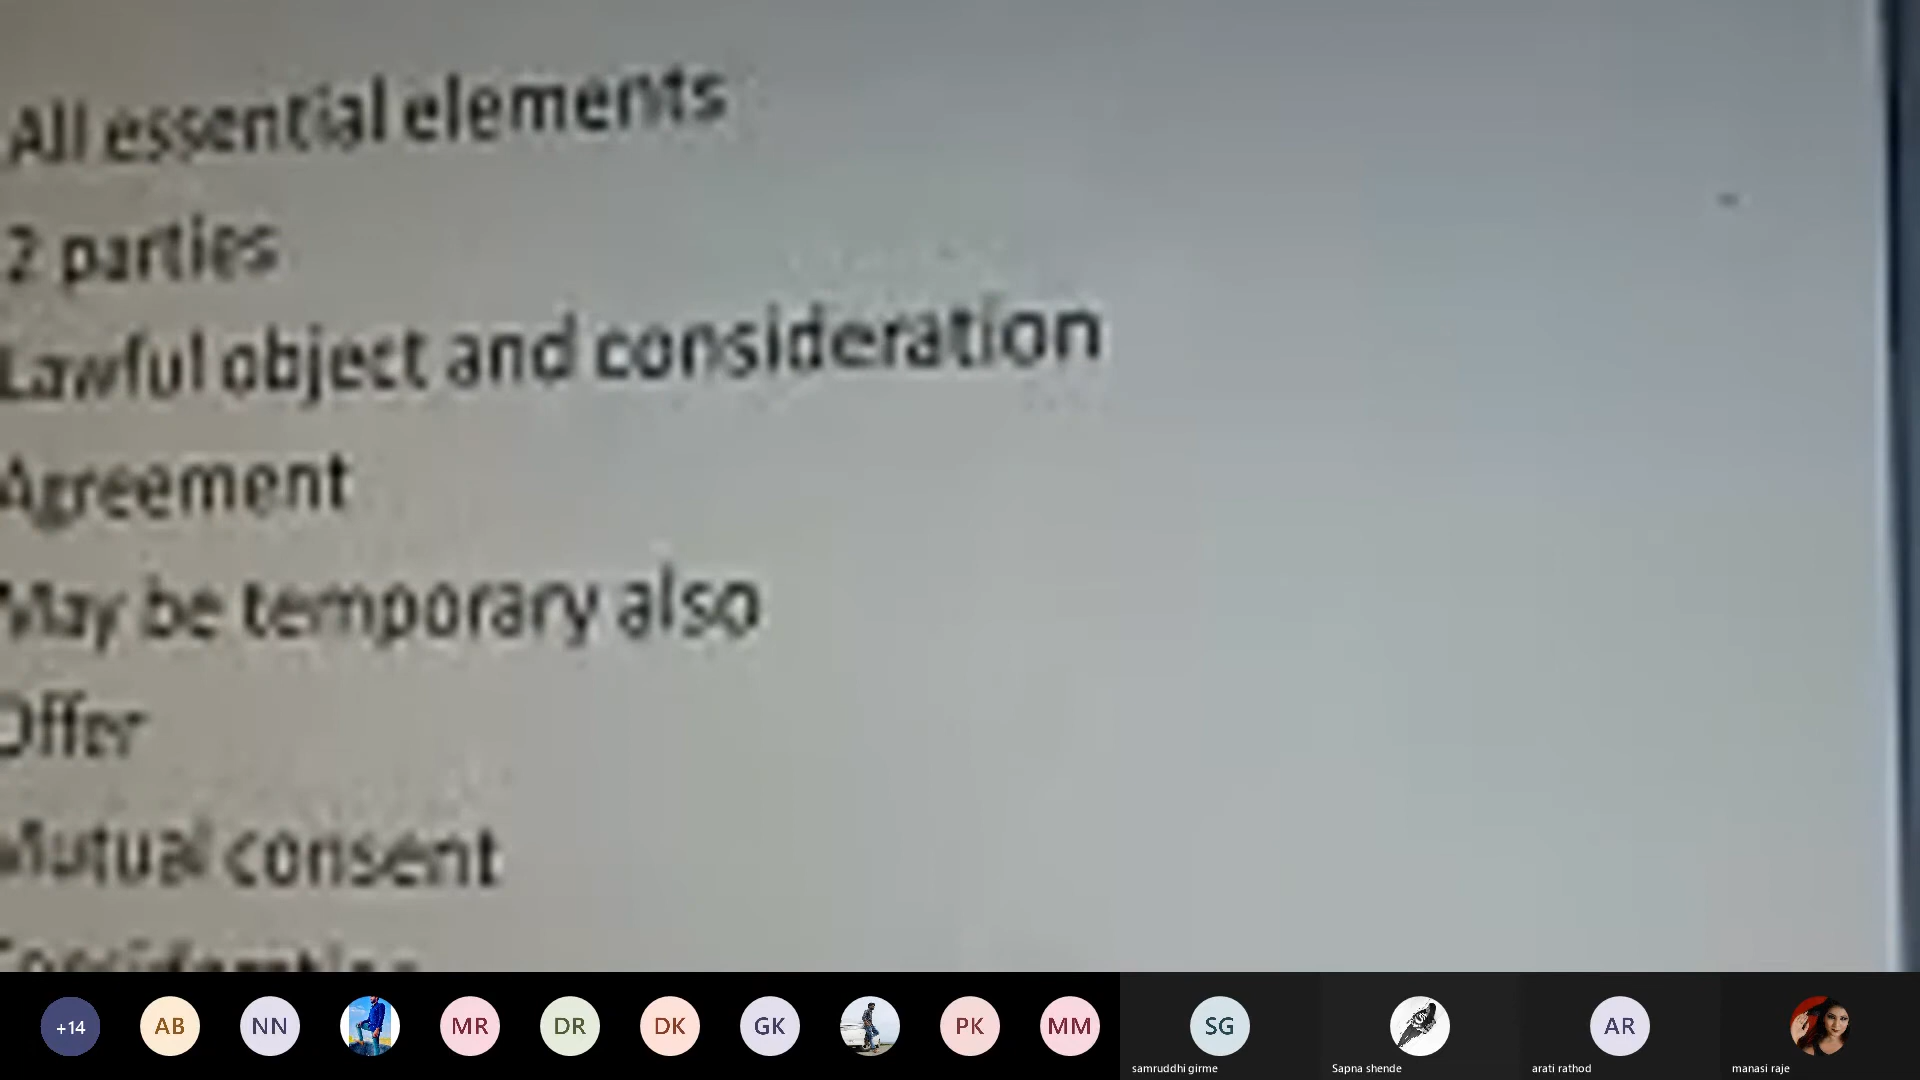 All essential elements
2 parties
Lawful object and consideration
Agreement
May be temporary also
Offer
Mutual consent
Consideration
+14
AB
NN
MR
DR
DK
GK
PK
MM
SG
AR
samruddhi girme
Sapna shende
arati rathod
manasi raje